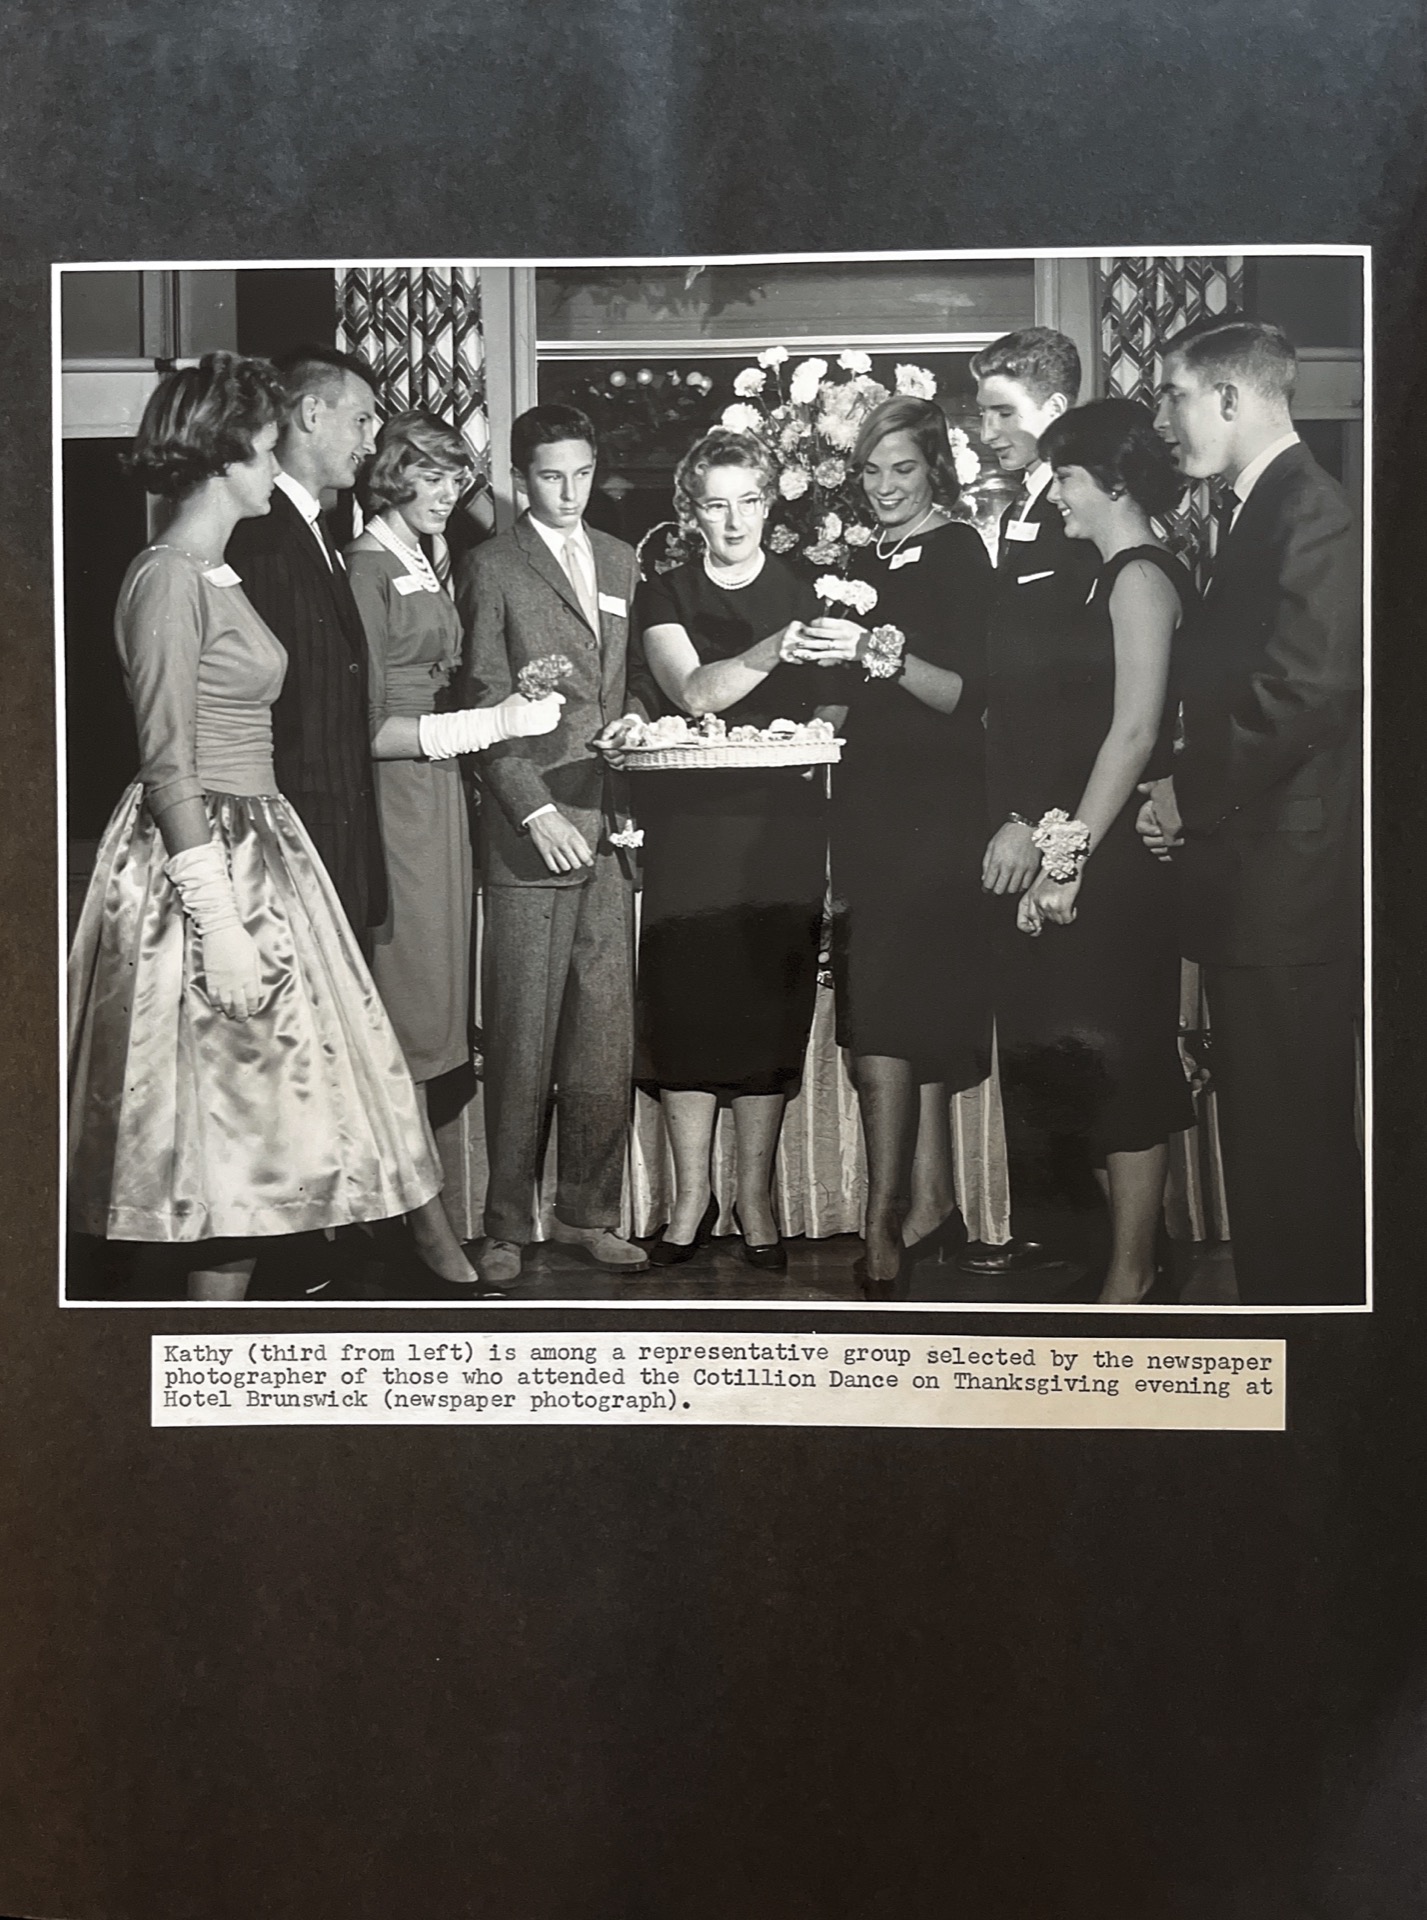 Kathy (third from left) is among a representative group selected by the newspaper
photographer of those who attended the Cotillion Dance on Thanksgiving evening at
Hotel Brunswick (newspaper photograph).